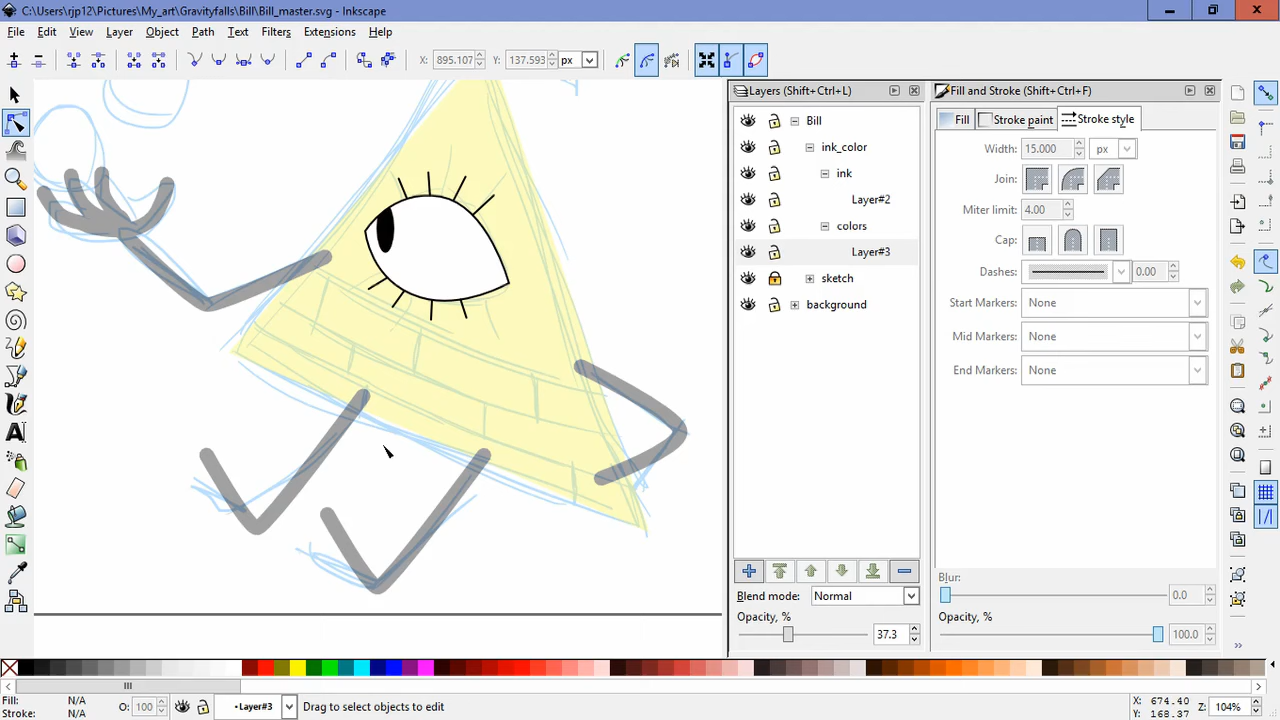 C:\Users\rjp12\Pictures\My_art\Gravityfalls\Bill\Bill_master.svg - Inkscape
File Edit View Layer Object Path Text Filters Extensions Help
X: 895.107 Y: 137.593 px
Layers (Shift+Ctrl+L)
Fill and Stroke (Shift+Ctrl+F)
Bill
ink_color
ink
Layer#2
colors
Layer#3
sketch
background
Fill Stroke paint Stroke style
Width: 15.000 px
Join:
Miter limit: 4.00
Cap:
Dashes: 0.00
Start Markers: None
Mid Markers: None
End Markers: None
Blend mode: Normal
Opacity, %
37.3
Blur:
0.0
Opacity, %
100.0
Fill: N/A
Stroke: N/A
O: 100
•Layer#3
Drag to select objects to edit
X: 674.40
Y: 168.37
Z: 104%